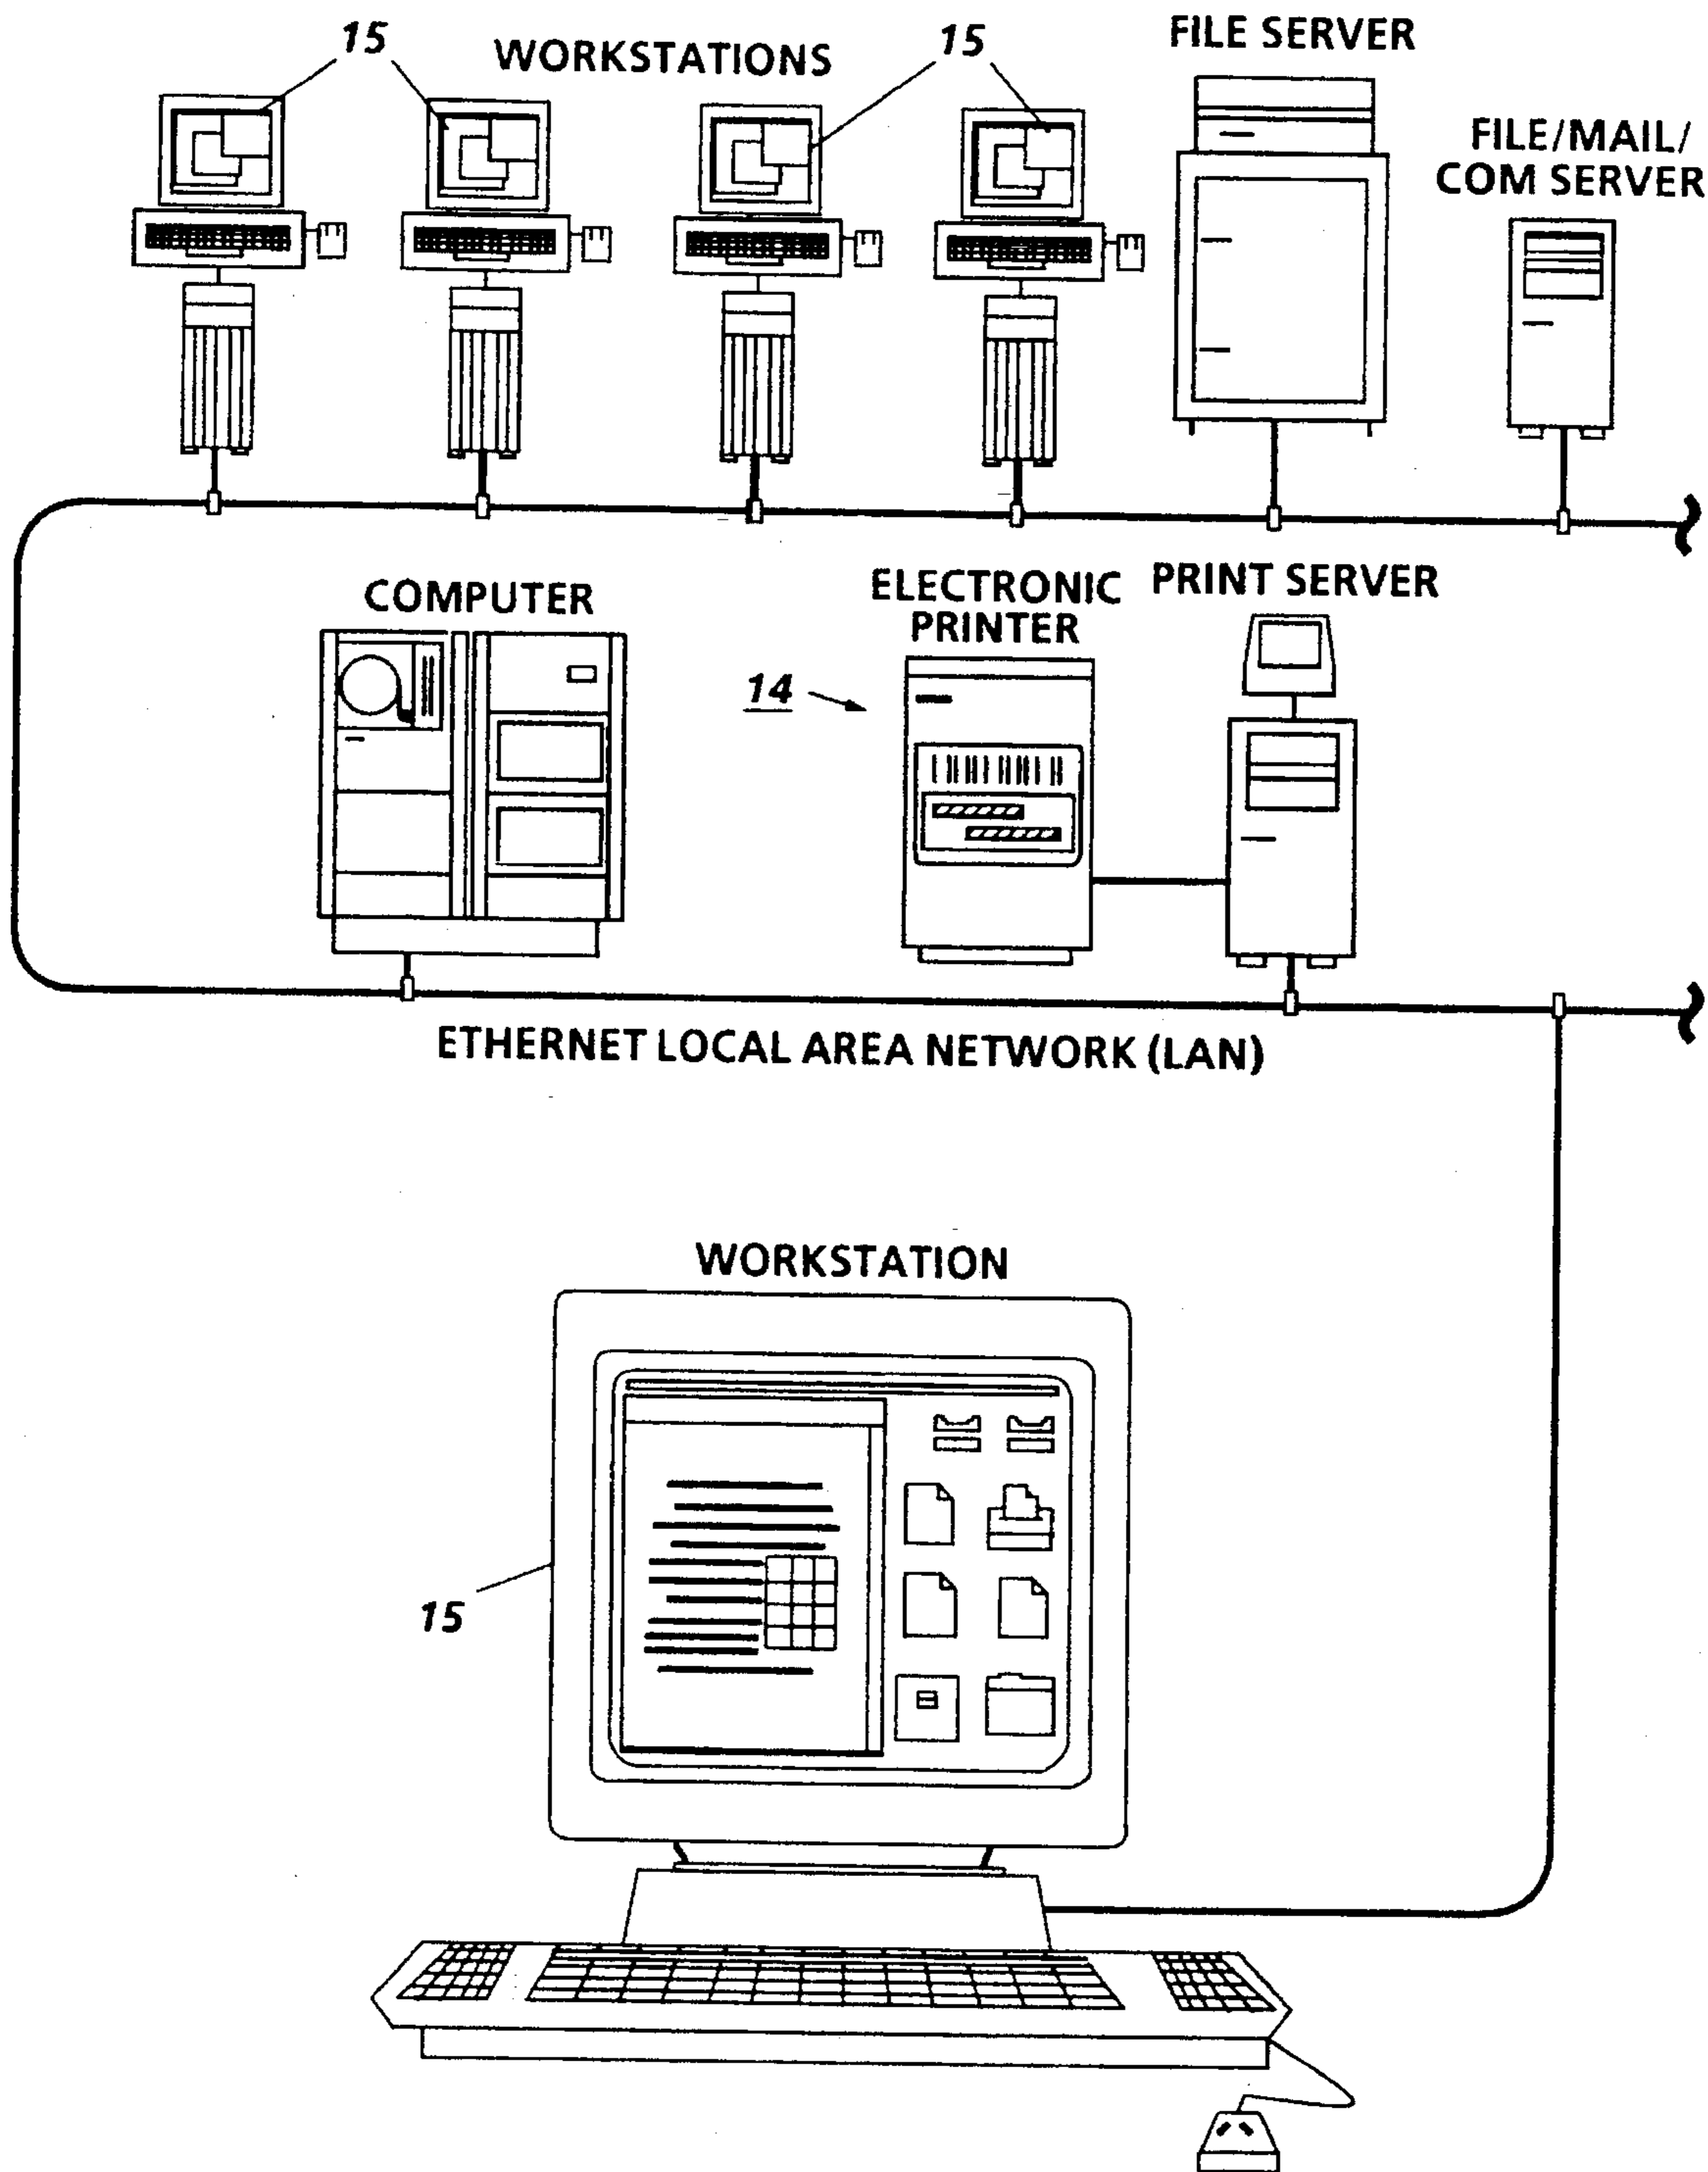 15
WORKSTATIONS
15
FILE SERVER
FILE/MAIL/
COM SERVER
COMPUTER
ELECTRONIC
PRINTER
PRINT SERVER
14
ETHERNET LOCAL AREA NETWORK (LAN)
WORKSTATION
15